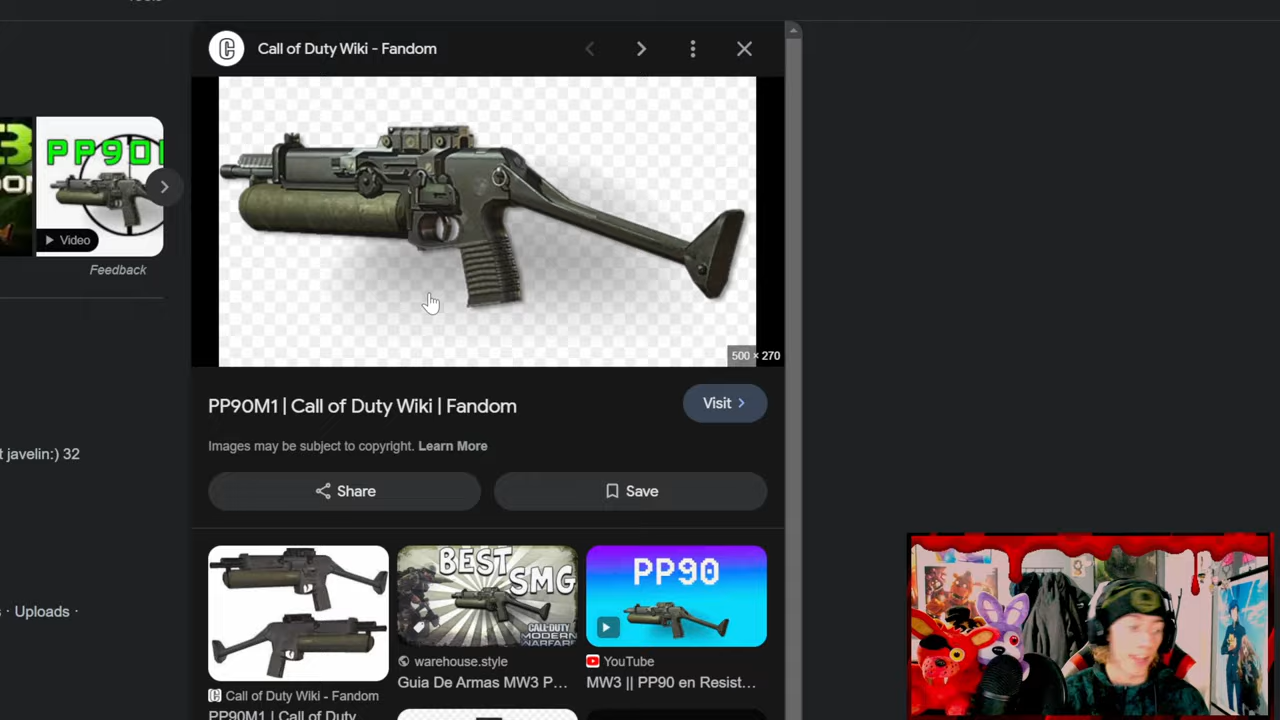 Call of Duty Wiki - Fandom
PP90
Video
Feedback
500 × 270
PP90M1 | Call of Duty Wiki | Fandom
Visit
Images may be subject to copyright. Learn More
t javelin:) 32
Share
Save
BEST
SMG
CALL·DUTY
MODERN
WARFARE
PP90
· Uploads ·
warehouse.style
YouTube
Guia De Armas MW3 P...
MW3 || PP90 en Resist...
Call of Duty Wiki - Fandom
PP90M1 | Call of Duty